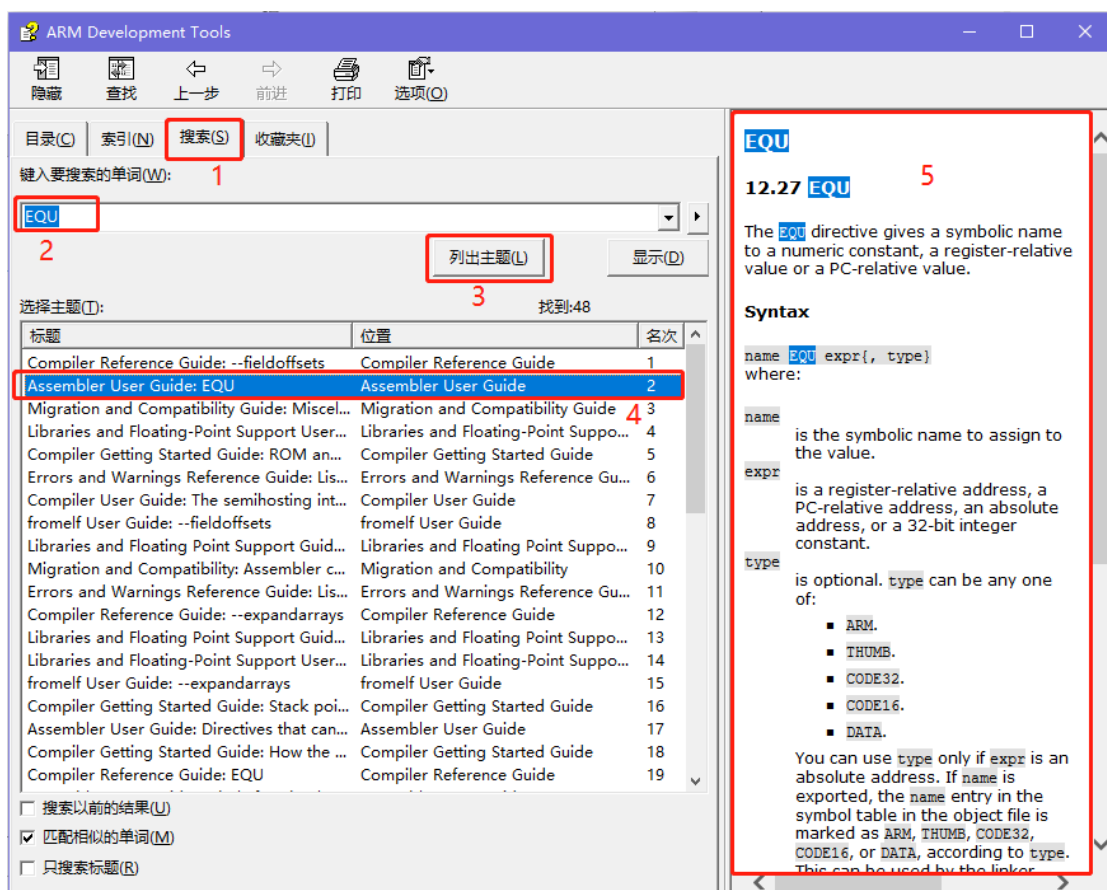 ARM Development Tools
隐藏 查找 上一步 前进 打印 选项(O)
目录(C) 索引(N) 搜索(S) 收藏夹(I)
1
键入要搜索的单词(W):
EQU
2
列出主题(L) 显示(D)
3
选择主题(T): 找到:48
标题 位置 名次
Compiler Reference Guide: --fieldoffsets Compiler Reference Guide 1
Assembler User Guide: EQU Assembler User Guide 2
4
Migration and Compatibility Guide: Miscel... Migration and Compatibility Guide 3
Libraries and Floating-Point Support User... Libraries and Floating-Point Suppo... 4
Compiler Getting Started Guide: ROM an... Compiler Getting Started Guide 5
Errors and Warnings Reference Guide: Lis... Errors and Warnings Reference Gu... 6
Compiler User Guide: The semihosting int... Compiler User Guide 7
fromelf User Guide: --fieldoffsets fromelf User Guide 8
Libraries and Floating Point Support Guid... Libraries and Floating Point Suppo... 9
Migration and Compatibility: Assembler c... Migration and Compatibility 10
Errors and Warnings Reference Guide: Lis... Errors and Warnings Reference Gu... 11
Compiler Reference Guide: --expandarrays Compiler Reference Guide 12
Libraries and Floating Point Support Guid... Libraries and Floating Point Suppo... 13
Libraries and Floating-Point Support User... Libraries and Floating-Point Suppo... 14
fromelf User Guide: --expandarrays fromelf User Guide 15
Compiler Getting Started Guide: Stack poi... Compiler Getting Started Guide 16
Assembler User Guide: Directives that can... Assembler User Guide 17
Compiler Getting Started Guide: How the ... Compiler Getting Started Guide 18
Compiler Reference Guide: EQU Compiler Reference Guide 19
搜索以前的结果(U)
匹配相似的单词(M)
只搜索标题(R)
EQU
5
12.27 EQU
The EQU directive gives a symbolic name
to a numeric constant, a register-relative
value or a PC-relative value.
Syntax
name EQU expr{, type}
where:
name
is the symbolic name to assign to
the value.
expr
is a register-relative address, a
PC-relative address, an absolute
address, or a 32-bit integer
constant.
type
is optional. type can be any one
of:
ARM.
THUMB.
CODE32.
CODE16.
DATA.
You can use type only if expr is an
absolute address. If name is
exported, the name entry in the
symbol table in the object file is
marked as ARM, THUMB, CODE32,
CODE16, or DATA, according to type.
This can be used by the linker